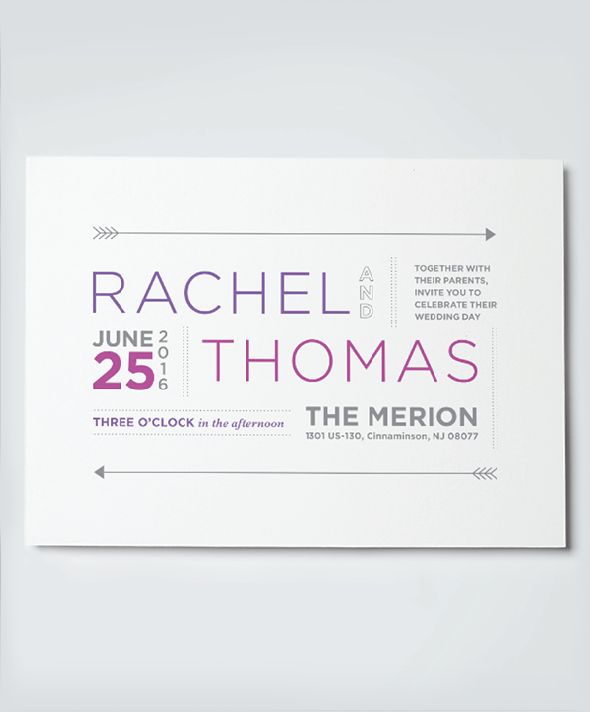 RACHEL
AND
TOGETHER WITH
THEIR PARENTS,
INVITE YOU TO
CELEBRATE THEIR
WEDDING DAY
JUNE
25
2016
THOMAS
THREE O'CLOCK in the afternoon
THE MERION
1301 US-130, Cinnaminson, NJ 08077